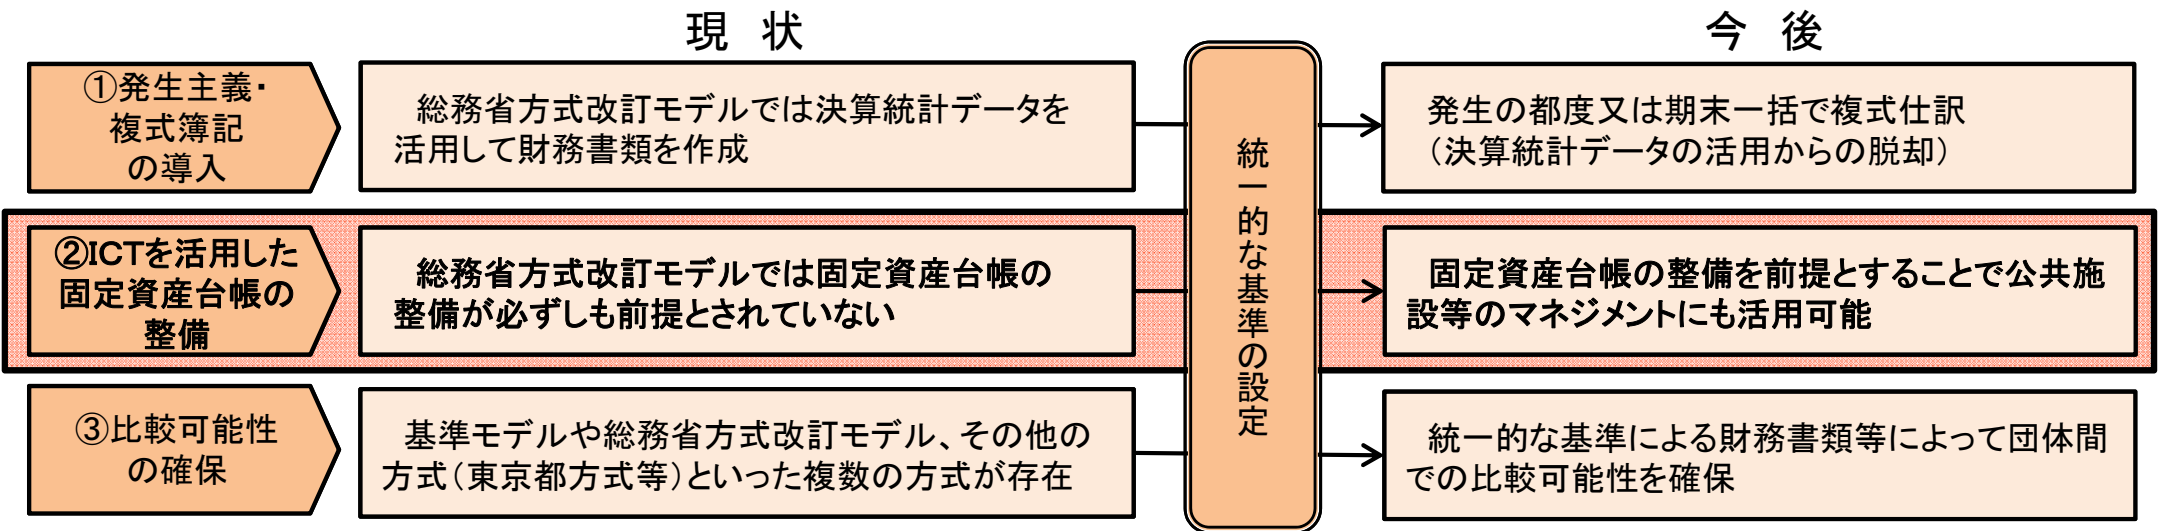 現　状
今　後
①発生主義・
複式簿記
の導入
総務省方式改訂モデルでは決算統計データを
活用して財務書類を作成
統一的な基準の設定
発生の都度又は期末一括で複式仕訳
（決算統計データの活用からの脱却）
②ICTを活用した
固定資産台帳の
整備
総務省方式改訂モデルでは固定資産台帳の
整備が必ずしも前提とされていない
固定資産台帳の整備を前提とすることで公共施
設等のマネジメントにも活用可能
③比較可能性
の確保
基準モデルや総務省方式改訂モデル、その他の
方式（東京都方式等）といった複数の方式が存在
統一的な基準による財務書類等によって団体間
での比較可能性を確保